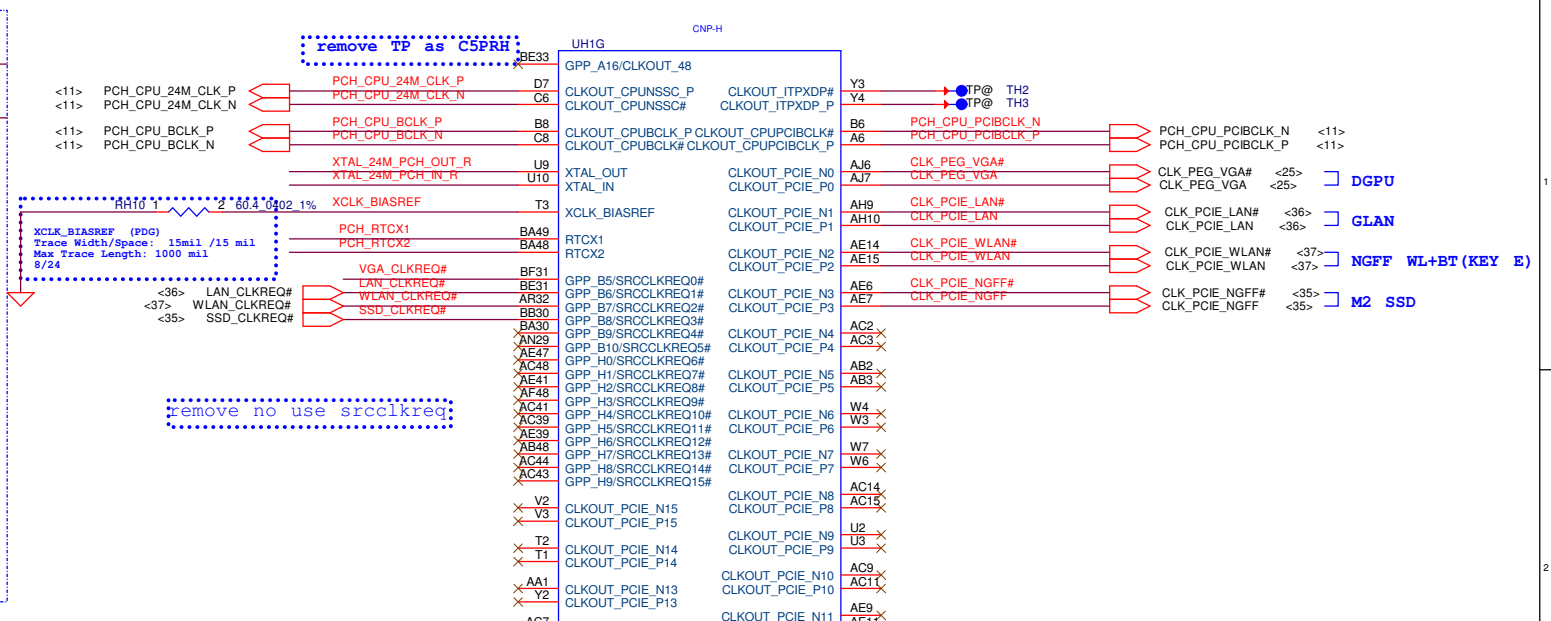 CNP-H
remove TP as C5PRH
UH1G
BE33
GPP_A16/CLKOUT_48
<11> PCH_CPU_24M_CLK_P PCH_CPU_24M_CLK_P D7 CLKOUT_CPUNSSC_P CLKOUT_ITPXDP# Y3 TP@ TH2
<11> PCH_CPU_24M_CLK_N PCH_CPU_24M_CLK_N C6 CLKOUT_CPUNSSC# CLKOUT_ITPXDP_P Y4 TP@ TH3
<11> PCH_CPU_BCLK_P PCH_CPU_BCLK_P B8 CLKOUT_CPUBCLK_P CLKOUT_CPUPCIBCLK# B6 PCH_CPU_PCIBCLK_N PCH_CPU_PCIBCLK_N <11>
<11> PCH_CPU_BCLK_N PCH_CPU_BCLK_N C8 CLKOUT_CPUBCLK# CLKOUT_CPUPCIBCLK_P A6 PCH_CPU_PCIBCLK_P PCH_CPU_PCIBCLK_P <11>
XTAL_24M_PCH_OUT_R U9 XTAL_OUT CLKOUT_PCIE_N0 AJ6 CLK_PEG_VGA# CLK_PEG_VGA# <25>
XTAL_24M_PCH_IN_R U10 XTAL_IN CLKOUT_PCIE_P0 AJ7 CLK_PEG_VGA CLK_PEG_VGA <25>
DGPU
1
RH10 1 2 60.4_0402_1% XCLK_BIASREF T3 XCLK_BIASREF CLKOUT_PCIE_N1 AH9 CLK_PCIE_LAN# CLK_PCIE_LAN# <36>
CLKOUT_PCIE_P1 AH10 CLK_PCIE_LAN CLK_PCIE_LAN <36>
GLAN
XCLK_BIASREF (PDG)
Trace Width/Space: 15mil /15 mil
Max Trace Length: 1000 mil
8/24
PCH_RTCX1 BA49 RTCX1 CLKOUT_PCIE_N2 AE14 CLK_PCIE_WLAN# CLK_PCIE_WLAN# <37>
PCH_RTCX2 BA48 RTCX2 CLKOUT_PCIE_P2 AE15 CLK_PCIE_WLAN CLK_PCIE_WLAN <37>
NGFF WL+BT(KEY E)
VGA_CLKREQ# BF31 GPP_B5/SRCCLKREQ0#
<36> LAN_CLKREQ# LAN_CLKREQ# BE31 GPP_B6/SRCCLKREQ1# CLKOUT_PCIE_N3 AE6 CLK_PCIE_NGFF# CLK_PCIE_NGFF# <35>
<37> WLAN_CLKREQ# WLAN_CLKREQ# AR32 GPP_B7/SRCCLKREQ2# CLKOUT_PCIE_P3 AE7 CLK_PCIE_NGFF CLK_PCIE_NGFF <35>
M2 SSD
<35> SSD_CLKREQ# SSD_CLKREQ# BB30 GPP_B8/SRCCLKREQ3#
BA30 GPP_B9/SRCCLKREQ4# CLKOUT_PCIE_N4 AC2
AN29 GPP_B10/SRCCLKREQ5# CLKOUT_PCIE_P4 AC3
AE47 GPP_H0/SRCCLKREQ6#
AC48 GPP_H1/SRCCLKREQ7# CLKOUT_PCIE_N5 AB2
AE41 GPP_H2/SRCCLKREQ8# CLKOUT_PCIE_P5 AB3
AF48 GPP_H3/SRCCLKREQ9#
remove no use srcclkreq
AC41 GPP_H4/SRCCLKREQ10# CLKOUT_PCIE_N6 W4
AC39 GPP_H5/SRCCLKREQ11# CLKOUT_PCIE_P6 W3
AE39 GPP_H6/SRCCLKREQ12#
AB48 GPP_H7/SRCCLKREQ13# CLKOUT_PCIE_N7 W7
AC44 GPP_H8/SRCCLKREQ14# CLKOUT_PCIE_P7 W6
AC43 GPP_H9/SRCCLKREQ15#
CLKOUT_PCIE_N8 AC14
V2 CLKOUT_PCIE_N15 CLKOUT_PCIE_P8 AC15
V3 CLKOUT_PCIE_P15
CLKOUT_PCIE_N9 U2
T2 CLKOUT_PCIE_N14 CLKOUT_PCIE_P9 U3
T1 CLKOUT_PCIE_P14
CLKOUT_PCIE_N10 AC9
2
AA1 CLKOUT_PCIE_N13 CLKOUT_PCIE_P10 AC11
Y2 CLKOUT_PCIE_P13
CLKOUT_PCIE_N11 AE9
AC7 AE11